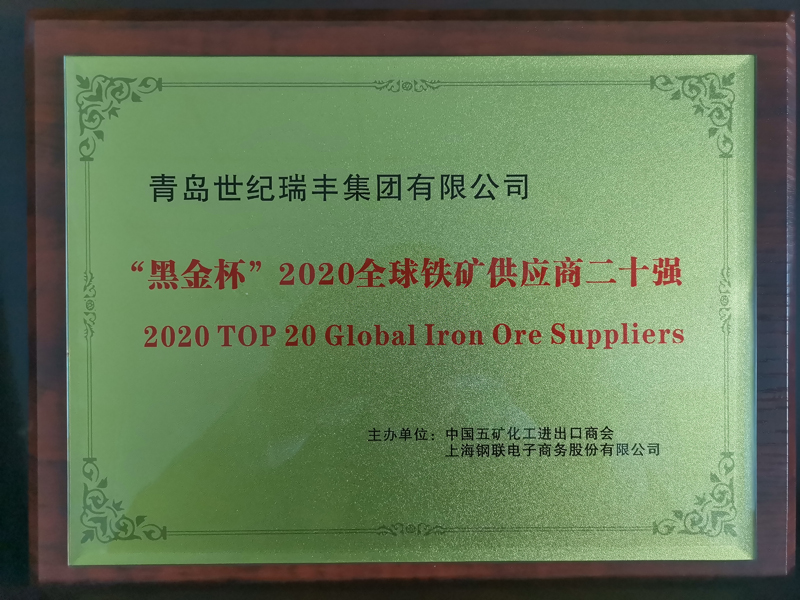 青岛世纪瑞丰集团有限公司
“黑金杯”2020全球铁矿供应商二十强
2020 TOP 20 Global Iron Ore Suppliers
主办单位：中国五矿化工进出口商会
上海钢联电子商务股份有限公司